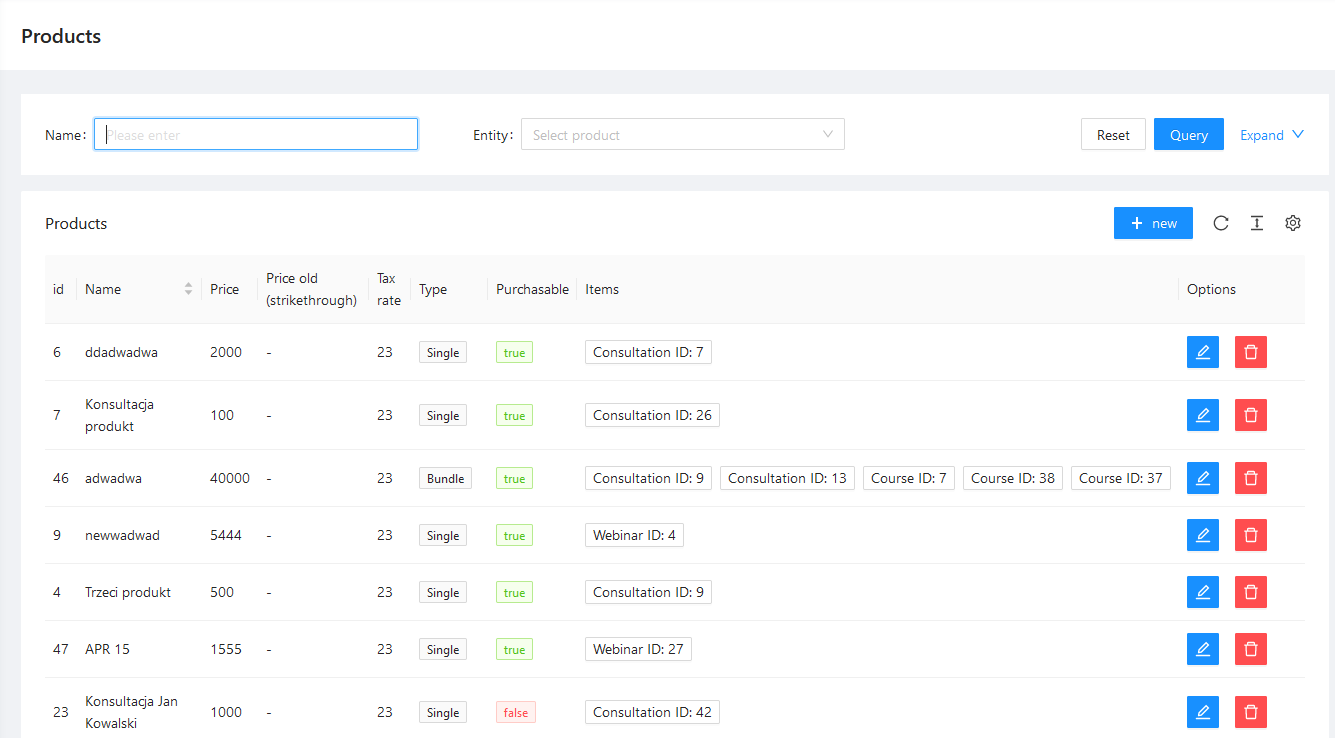 Products
Name: Please enter Entity: Select product Reset Query Expand
Products + new
id Name Price Price old (strikethrough) Tax rate Type Purchasable Items Options
6 ddadwadwa 2000 - 23 Single true Consultation ID: 7
7 Konsultacja produkt 100 - 23 Single true Consultation ID: 26
46 adwadwa 40000 - 23 Bundle true Consultation ID: 9 Consultation ID: 13 Course ID: 7 Course ID: 38 Course ID: 37
9 newwadwad 5444 - 23 Single true Webinar ID: 4
4 Trzeci produkt 500 - 23 Single true Consultation ID: 9
47 APR 15 1555 - 23 Single true Webinar ID: 27
23 Konsultacja Jan Kowalski 1000 - 23 Single false Consultation ID: 42